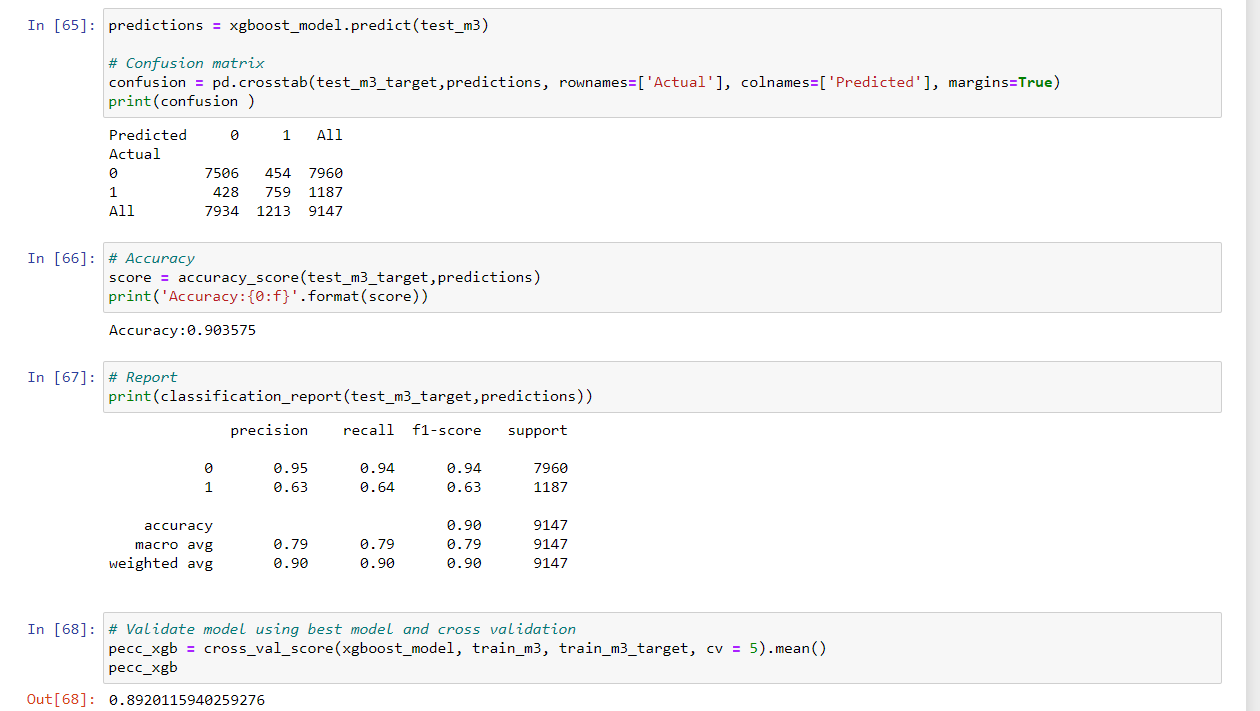 In [65]: predictions = xgboost_model.predict(test_m3)
# Confusion matrix
confusion = pd.crosstab(test_m3_target,predictions, rownames=['Actual'], colnames=['Predicted'], margins=True)
print(confusion )
Predicted 0 1 All
Actual
0 7506 454 7960
1 428 759 1187
All 7934 1213 9147
In [66]: # Accuracy
score = accuracy_score(test_m3_target,predictions)
print('Accuracy:{0:f}'.format(score))
Accuracy:0.903575
In [67]: # Report
print(classification_report(test_m3_target,predictions))
precision recall f1-score support
0 0.95 0.94 0.94 7960
1 0.63 0.64 0.63 1187
accuracy 0.90 9147
macro avg 0.79 0.79 0.79 9147
weighted avg 0.90 0.90 0.90 9147
In [68]: # Validate model using best model and cross validation
pecc_xgb = cross_val_score(xgboost_model, train_m3, train_m3_target, cv = 5).mean()
pecc_xgb
Out[68]: 0.8920115940259276